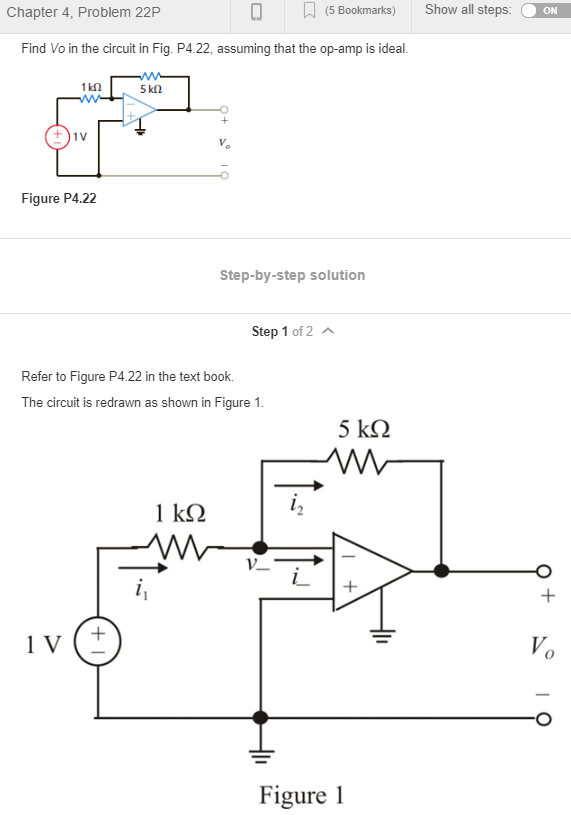 Chapter 4, Problem 22P
(5 Bookmarks)
Show all steps:
ON
Find Vo in the circuit in Fig. P4.22, assuming that the op-amp is ideal.
1 kΩ
5 kΩ
+
−
1 V
−
+
+
Vo
−
Figure P4.22
Step-by-step solution
Step 1 of 2
Refer to Figure P4.22 in the text book.
The circuit is redrawn as shown in Figure 1.
5 kΩ
i2
1 kΩ
i1
V−
i−
−
+
1 V
+
−
+
Vo
−
Figure 1